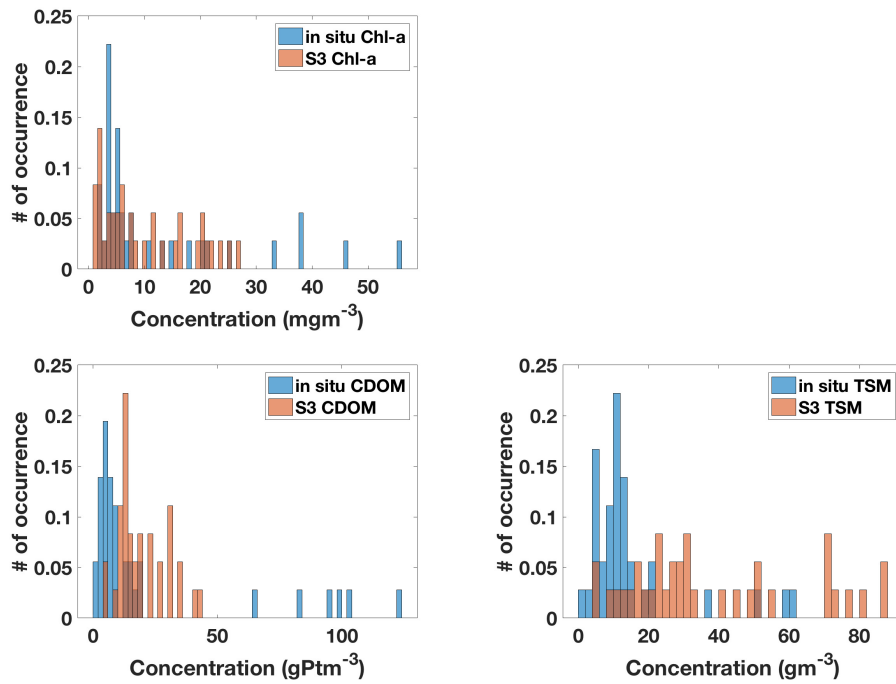 0.25
0.2
0.15
0.1
0.05
0
# of occurrence
in situ Chl-a
S3 Chl-a
0 10 20 30 40 50
Concentration (mgm⁻³)
0.25
0.2
0.15
0.1
0.05
0
# of occurrence
in situ CDOM
S3 CDOM
0 50 100
Concentration (gPtm⁻³)
0.25
0.2
0.15
0.1
0.05
0
# of occurrence
in situ TSM
S3 TSM
0 20 40 60 80
Concentration (gm⁻³)